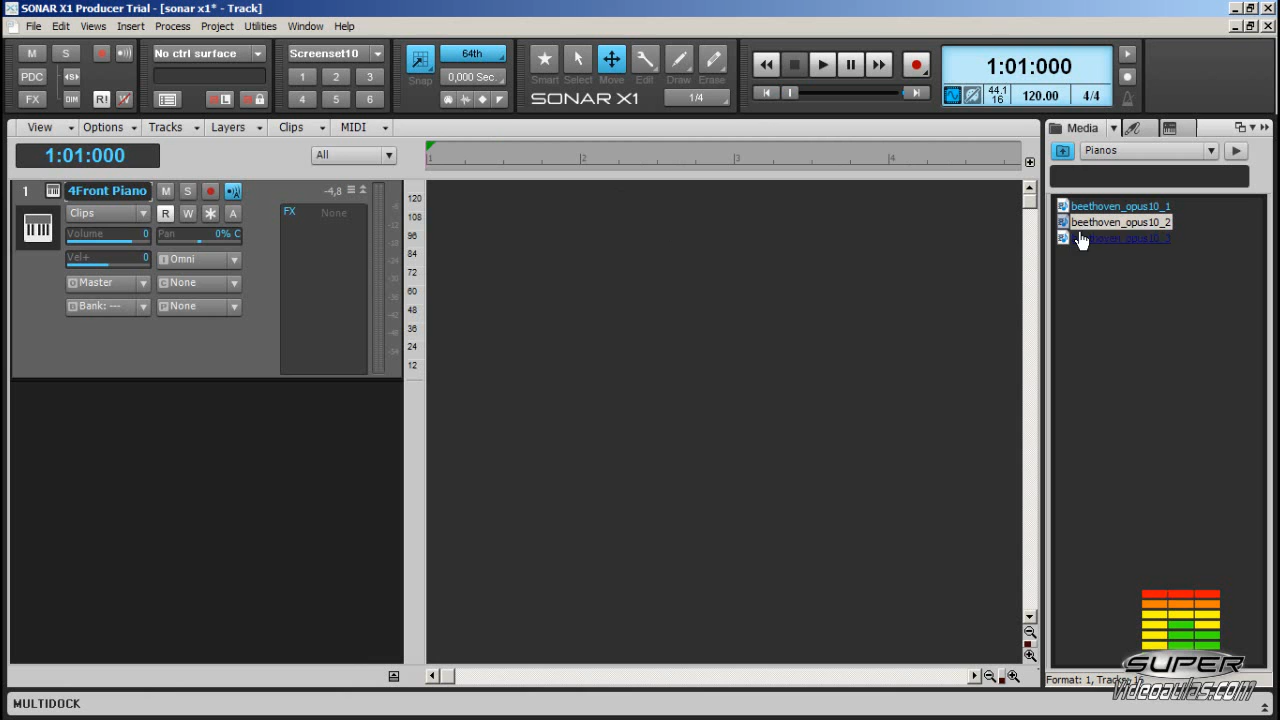 SONAR X1 Producer Trial - [sonar x1* - Track]
File Edit Views Insert Process Project Utilities Window Help
M S
No ctrl surface
Screenset10
64th
PDC
1 2 3
Snap
0,000 Sec.
Smart Select Move Edit Draw Erase
1:01:000
FX DIM R!
L
4 5 6
SONAR X1
1/4
44.1
16
120.00
4/4
View Options Tracks Layers Clips MIDI
Media
1:01:000
All
1 2 3 4
Pianos
1 4Front Piano M S
-4,8
Clips
R W A
FX None
Volume 0
Pan 0% C
Vel+ 0
Omni
Master
None
Bank: ---
None
120
108
96
84
72
60
48
36
24
12
beethoven_opus10_1
beethoven_opus10_2
Format: 1, Tracks:
SUPER
Videoaulas.com
MULTIDOCK